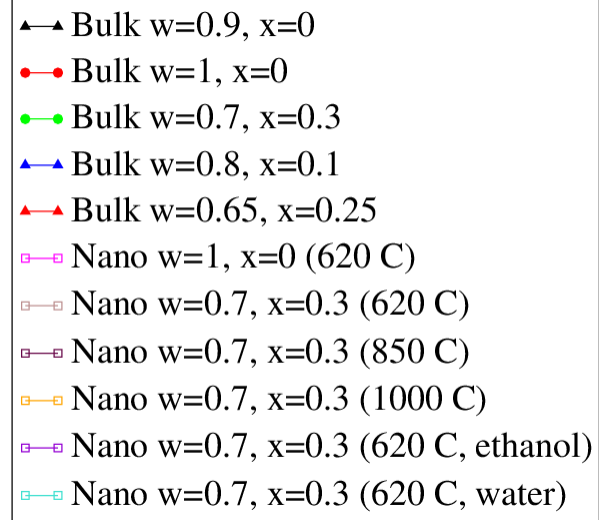 Bulk w=0.9, x=0
Bulk w=1, x=0
Bulk w=0.7, x=0.3
Bulk w=0.8, x=0.1
Bulk w=0.65, x=0.25
Nano w=1, x=0 (620 C)
Nano w=0.7, x=0.3 (620 C)
Nano w=0.7, x=0.3 (850 C)
Nano w=0.7, x=0.3 (1000 C)
Nano w=0.7, x=0.3 (620 C, ethanol)
Nano w=0.7, x=0.3 (620 C, water)